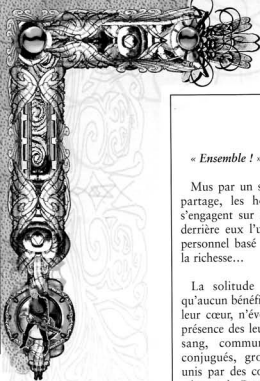 « Ensemble ! »
Mus par un s
partage, les h
s'engagent sur
derrière eux l'u
personnel basé
la richesse…
La solitude
qu'aucun bénéfi
leur cœur, n'év
présence des leu
sang, commu
conjugués, gro
unis par des co